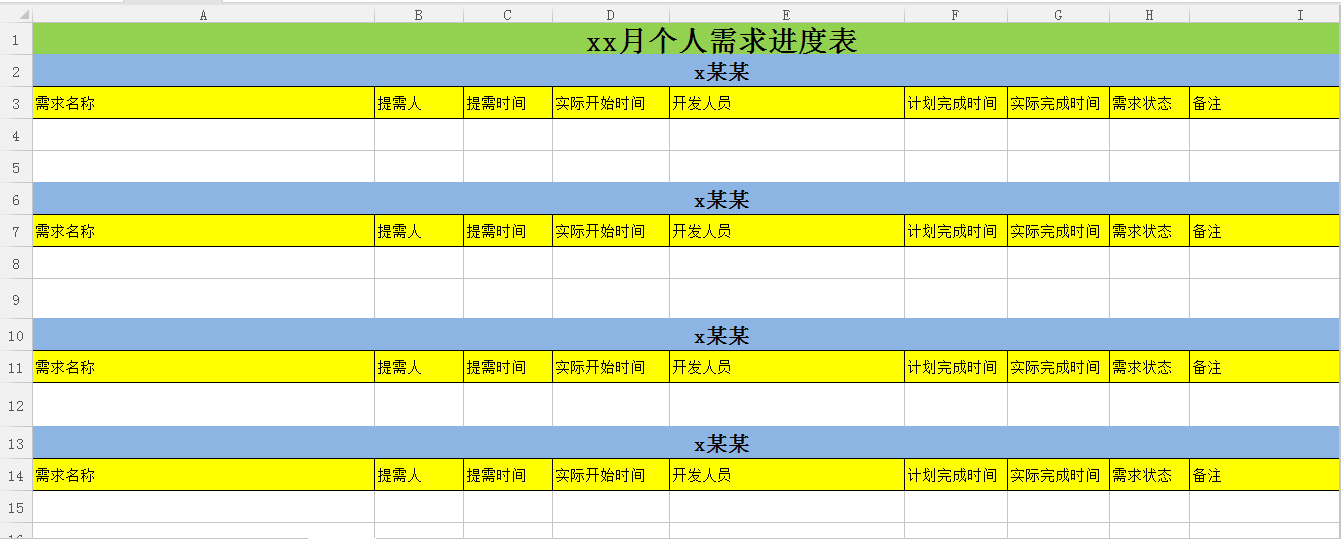 A B C D E F G H I
1 xx月个人需求进度表
2 x某某
3 需求名称 提需人 提需时间 实际开始时间 开发人员 计划完成时间 实际完成时间 需求状态 备注
4
5
6 x某某
7 需求名称 提需人 提需时间 实际开始时间 开发人员 计划完成时间 实际完成时间 需求状态 备注
8
9
10 x某某
11 需求名称 提需人 提需时间 实际开始时间 开发人员 计划完成时间 实际完成时间 需求状态 备注
12
13 x某某
14 需求名称 提需人 提需时间 实际开始时间 开发人员 计划完成时间 实际完成时间 需求状态 备注
15